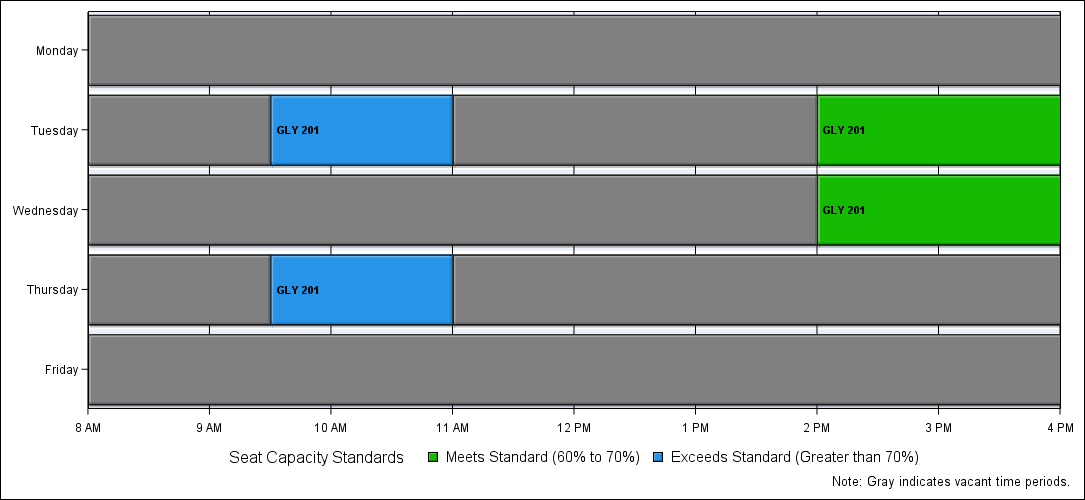 Monday
Tuesday
GLY 201
GLY 201
Wednesday
GLY 201
Thursday
GLY 201
Friday
8 AM 9 AM 10 AM 11 AM 12 PM 1 PM 2 PM 3 PM 4 PM
Seat Capacity Standards Meets Standard (60% to 70%) Exceeds Standard (Greater than 70%)
Note: Gray indicates vacant time periods.